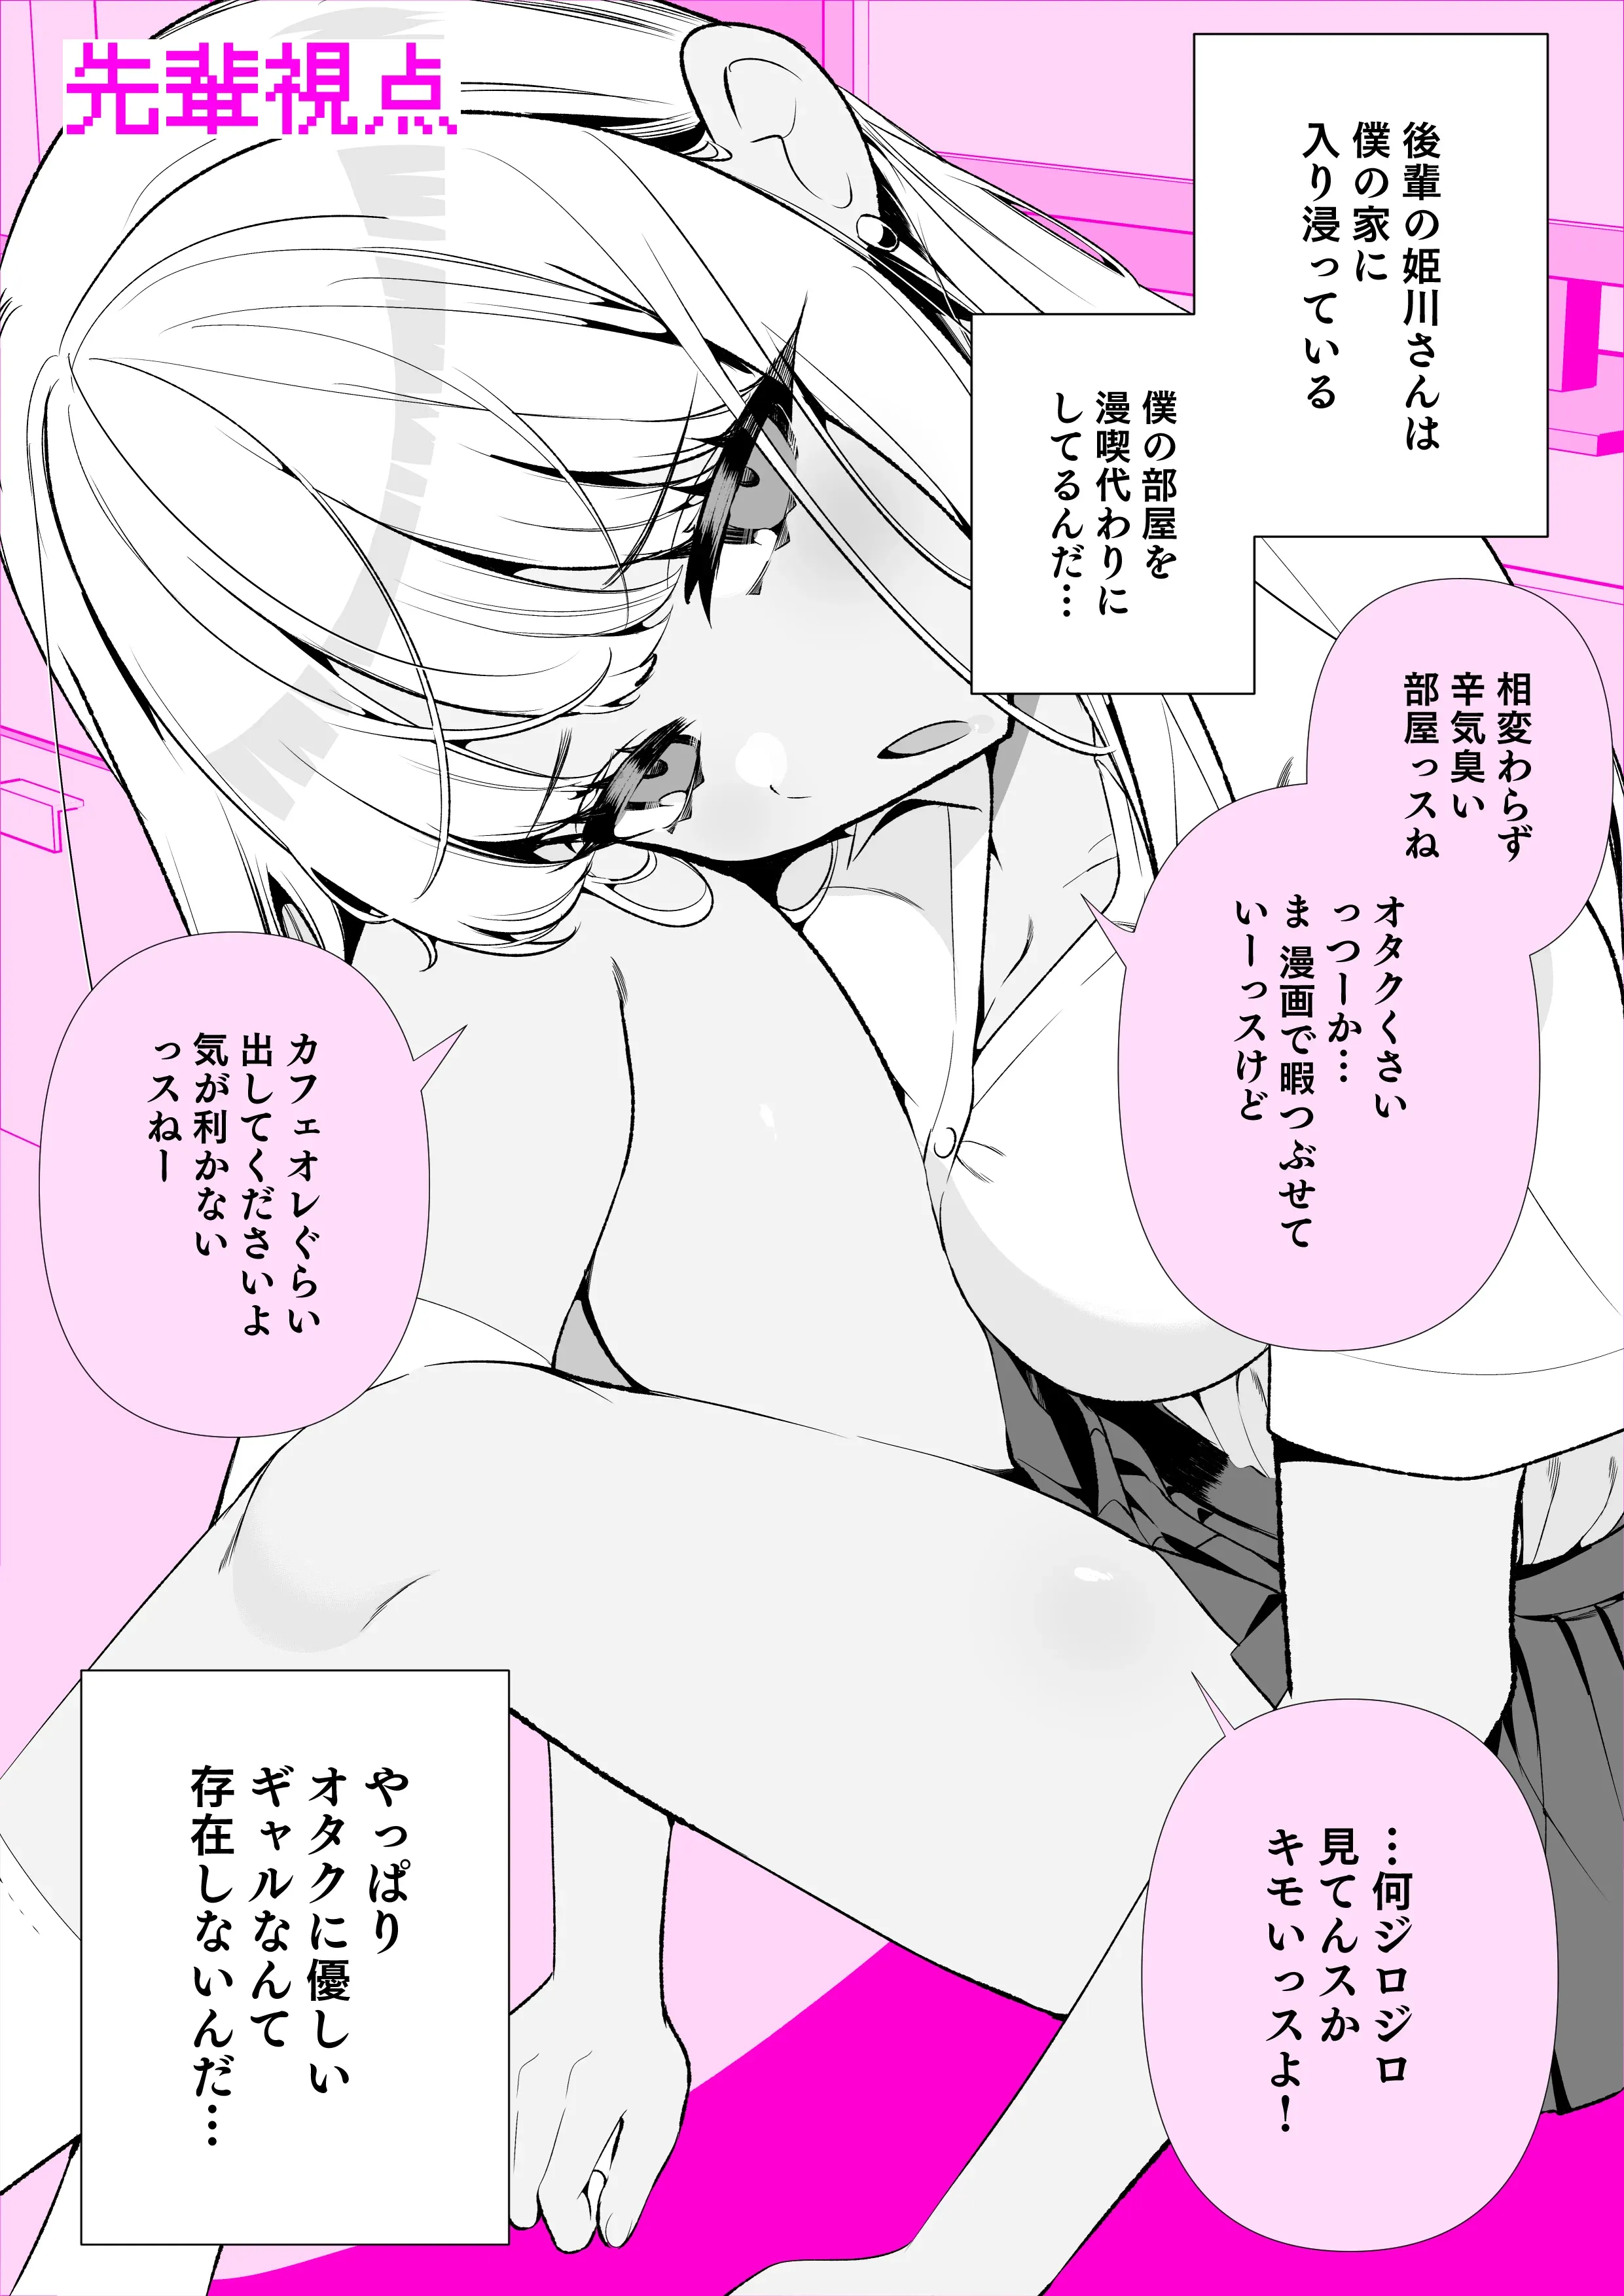 先輩視点
後輩の姫川さんは
僕の家に
入り浸っている
僕の部屋を
漫喫代わりに
してるんだ…
相変わらず
辛気臭い
部屋っスね
オタクくさい
っつーか…
ま 漫画で暇つぶせて
いーっスけど
カフェオレぐらい
出してくださいよ
気が利かない
っスねー
…何ジロジロ
見てんスか
キモいっスよ！
やっぱり
オタクに優しい
ギャルなんて
存在しないんだ…